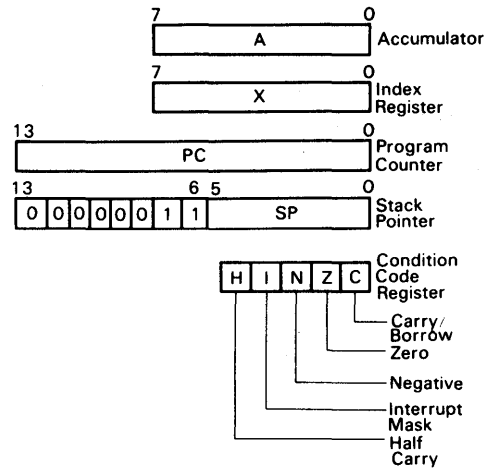 7 0
A Accumulator
7 0
X Index
Register
13 0
PC Program
Counter
13 6 5 0
0 0 0 0 0 0 1 1 SP Stack
Pointer
H I N Z C Condition
Code
Register
Carry/
Borrow
Zero
Negative
Interrupt
Mask
Half
Carry